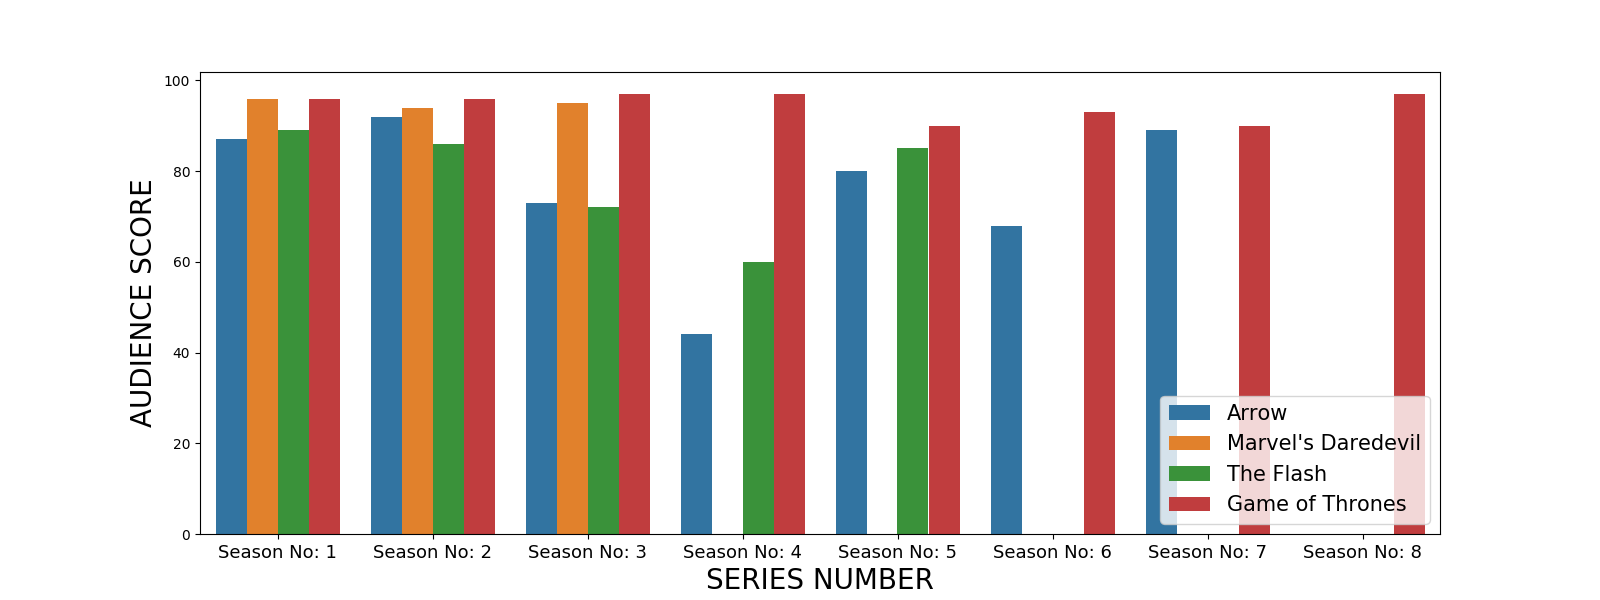 100
80
60
40
20
0
AUDIENCE SCORE
Arrow
Marvel's Daredevil
The Flash
Game of Thrones
Season No: 1 Season No: 2 Season No: 3 Season No: 4 Season No: 5 Season No: 6 Season No: 7 Season No: 8
SERIES NUMBER